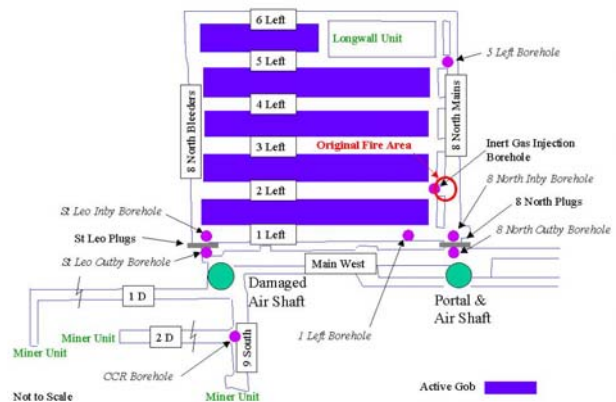 6 Left
Longwall Unit
5 Left Borehole
5 Left
8 North Bleeders
8 North Mains
4 Left
Original Fire Area
3 Left
Inert Gas Injection
Borehole
2 Left
8 North Inby Borehole
St Leo Inby Borehole
8 North Plugs
St Leo Plugs
1 Left
8 North Outby Borehole
St Leo Outby Borehole
Main West
Damaged
Air Shaft
Portal &
Air Shaft
1 D
1 Left Borehole
2 D
9 South
Miner Unit
CCR Borehole
Miner Unit
Not to Scale
Active Gob